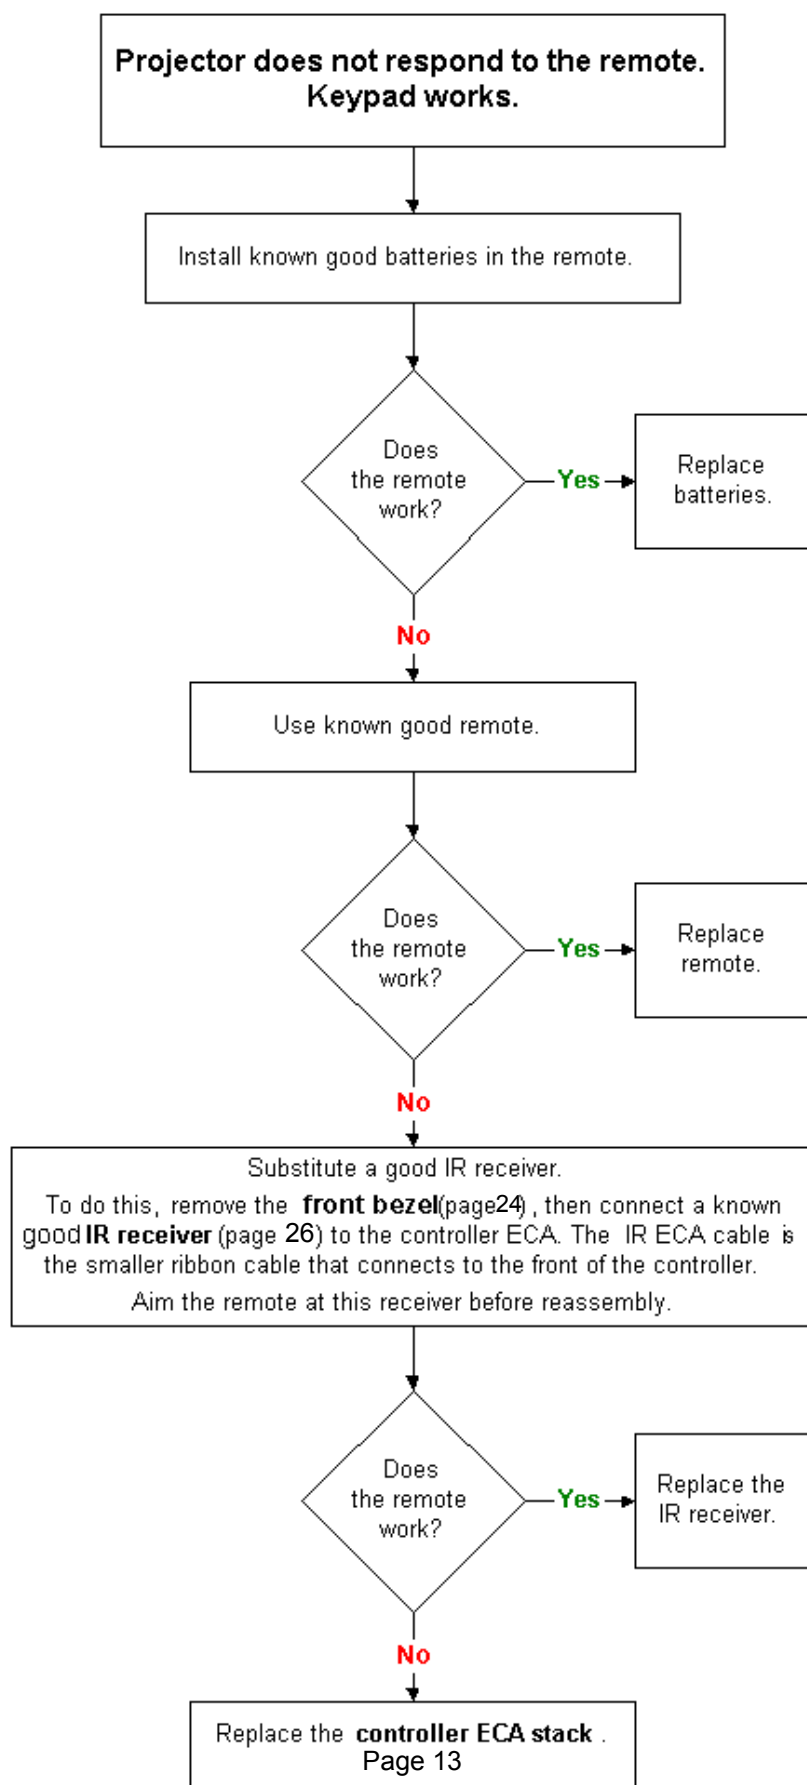 Projector does not respond to the remote.
Keypad works.
Install known good batteries in the remote.
Does
the remote
work?
Yes
Replace
batteries.
No
Use known good remote.
Does
the remote
work?
Yes
Replace
remote.
No
Substitute a good IR receiver.
To do this, remove the front bezel(page24), then connect a known
good IR receiver (page 26) to the controller ECA. The IR ECA cable is
the smaller ribbon cable that connects to the front of the controller.
Aim the remote at this receiver before reassembly.
Does
the remote
work?
Yes
Replace the
IR receiver.
No
Replace the controller ECA stack .
Page 13